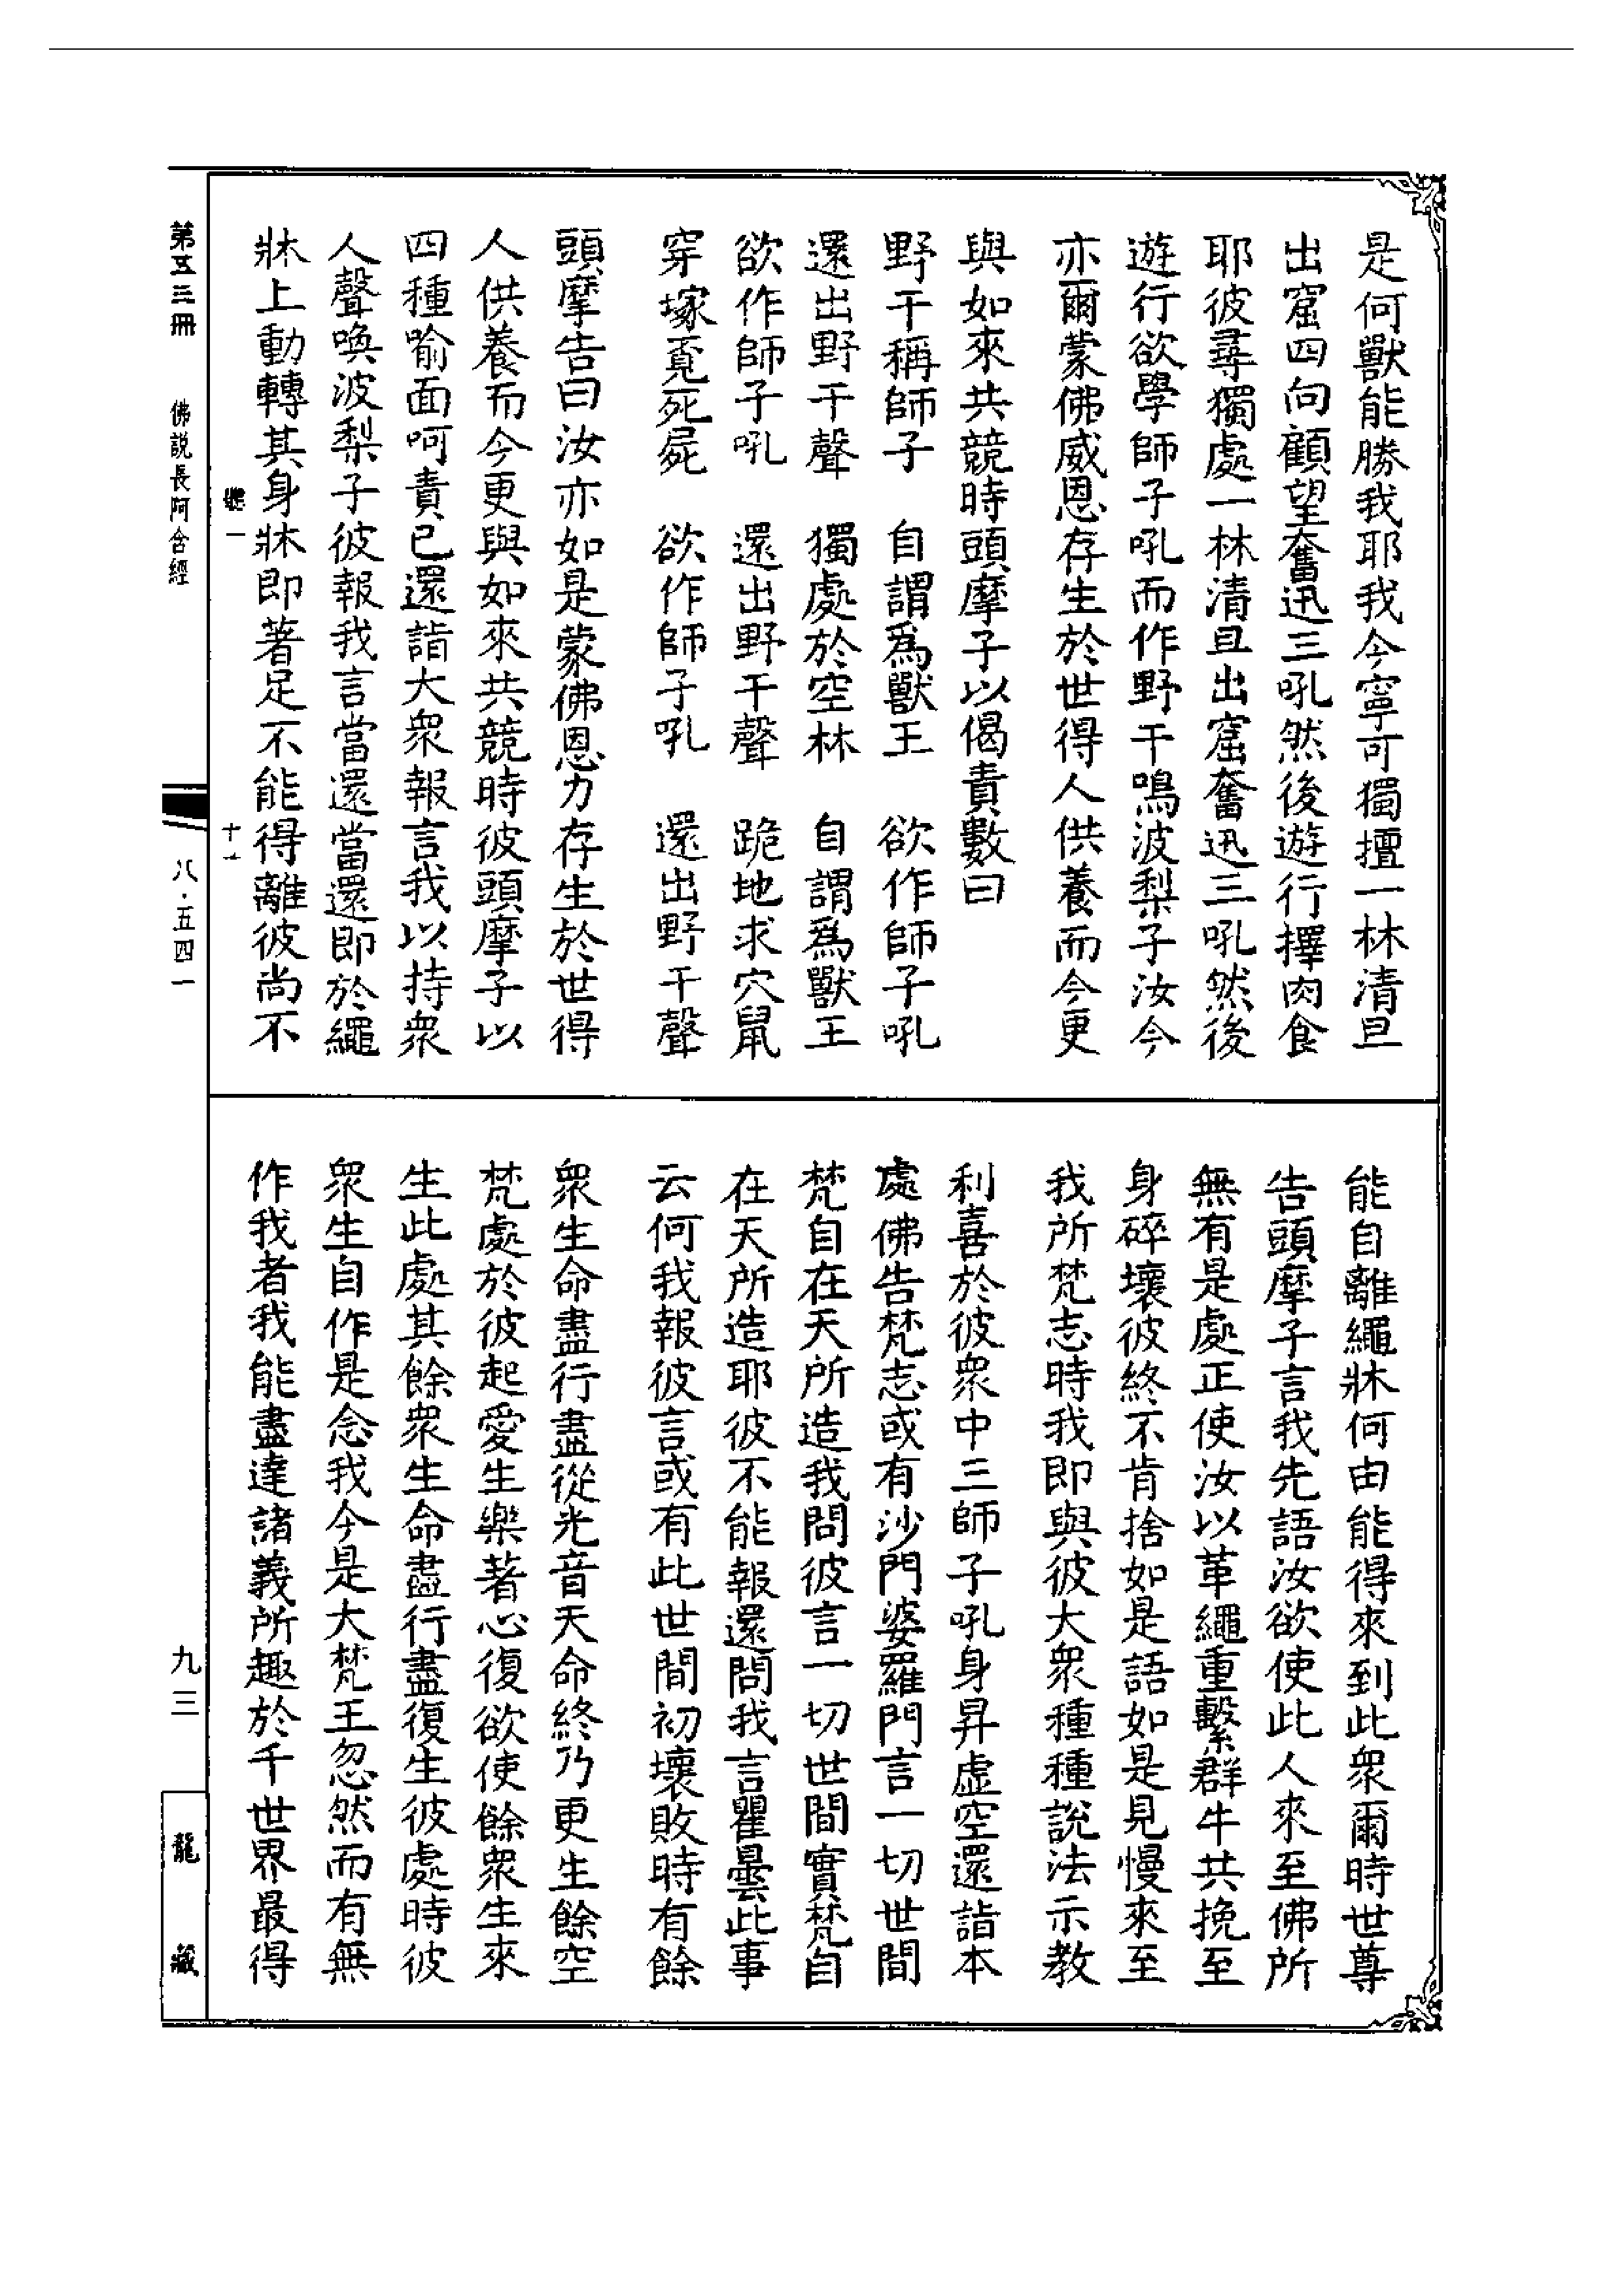 是何獸能勝我耶我今寧可獨擅一林清旦
出窟四向顧望奮迅三吼然後遊行擇肉食
耶彼尋獨處一林清旦出窟奮迅三吼然後
遊行欲學師子吼而作野干鳴波梨子汝今
亦爾蒙佛威恩存生於世得人供養而今更
與如來共競時頭摩子以偈責數曰
野干稱師子　自謂為獸王　欲作師子吼
還出野干聲　獨處於空林　自謂為獸王
欲作師子吼　還出野干聲　跪地求穴鼠
穿塚覓死屍　欲作師子吼　還出野干聲
頭摩告曰汝亦如是蒙佛恩力存生於世得
人供養而今更與如來共競時彼頭摩子以
四種喻面呵責已還詣大眾報言我以持眾
人聲喚波梨子彼報我言當還當還即於繩
牀上動轉其身牀即著足不能得離彼尚不
能自離繩牀何由能得來到此眾爾時世尊
告頭摩子言我先語汝欲使此人來至佛所
無有是處正使汝以革繩重繫群牛共挽至
身碎壞彼終不肯捨如是語如是見慢來至
我所梵志時我即與彼大眾種種說法示教
利喜於彼眾中三師子吼身昇虛空還詣本
處佛告梵志或有沙門婆羅門言一切世間
梵自在天所造我問彼言一切世間實梵自
在天所造耶彼不能報還問我言瞿曇此事
云何我報彼言或有此世間初壞敗時有餘
眾生命盡行盡從光音天命終乃更生餘空
梵處於彼起愛生樂著心復欲使餘眾生來
生此處其餘眾生命盡行盡復生彼處時彼
眾生自作是念我今是大梵王忽然而有無
作我者我能盡達諸義所趣於千世界最得
第五三冊　佛說長阿含經　八·五四一　九三　龍藏